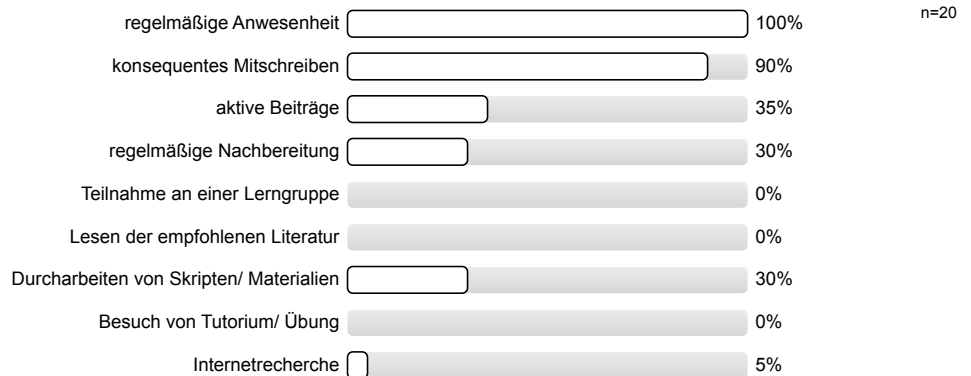 regelmäßige Anwesenheit 100% n=20
konsequentes Mitschreiben 90%
aktive Beiträge 35%
regelmäßige Nachbereitung 30%
Teilnahme an einer Lerngruppe 0%
Lesen der empfohlenen Literatur 0%
Durcharbeiten von Skripten/ Materialien 30%
Besuch von Tutorium/ Übung 0%
Internetrecherche 5%